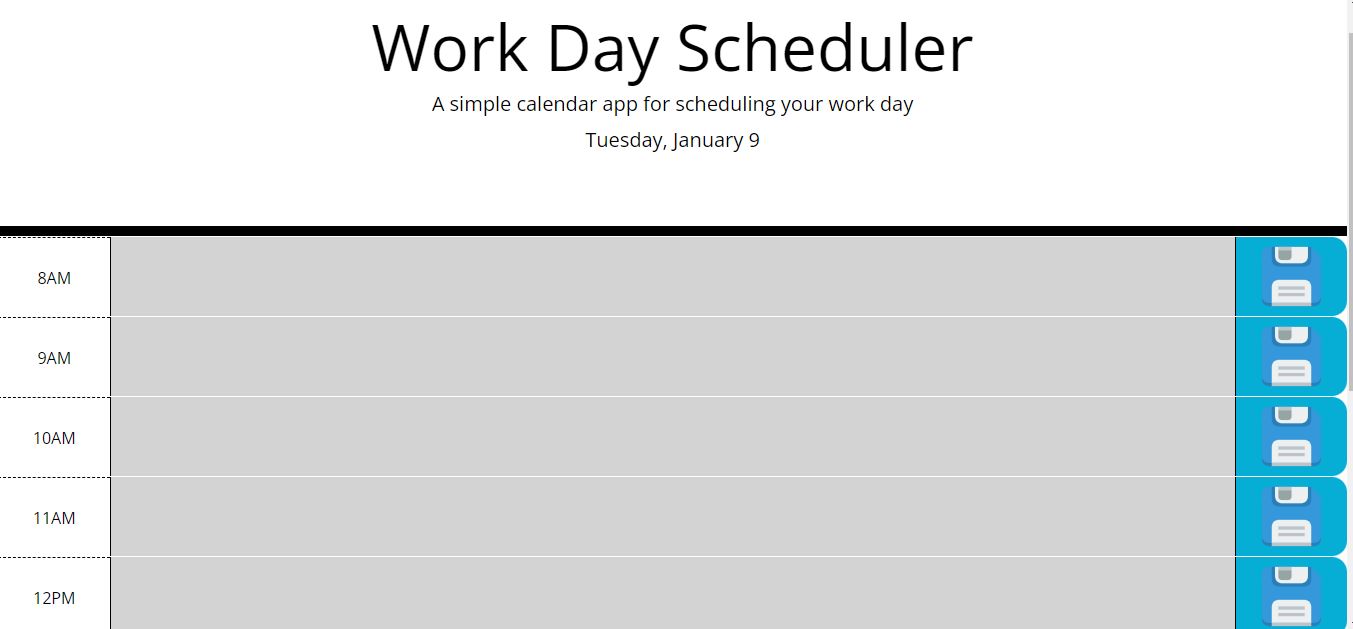 Work Day Scheduler
A simple calendar app for scheduling your work day
Tuesday, January 9
8AM
9AM
10AM
11AM
12PM